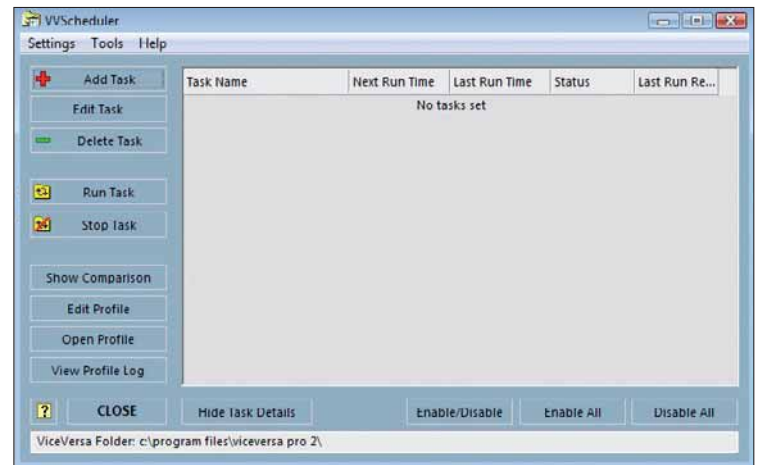 VVScheduler
Settings Tools Help
Add Task
Edit Task
Delete Task
Run Task
Stop Task
Show Comparison
Edit Profile
Open Profile
View Profile Log
Task Name Next Run Time Last Run Time Status Last Run Re...
No tasks set
? CLOSE Hide Task Details Enable/Disable Enable All Disable All
ViceVersa Folder: c:\program files\viceversa pro 2\